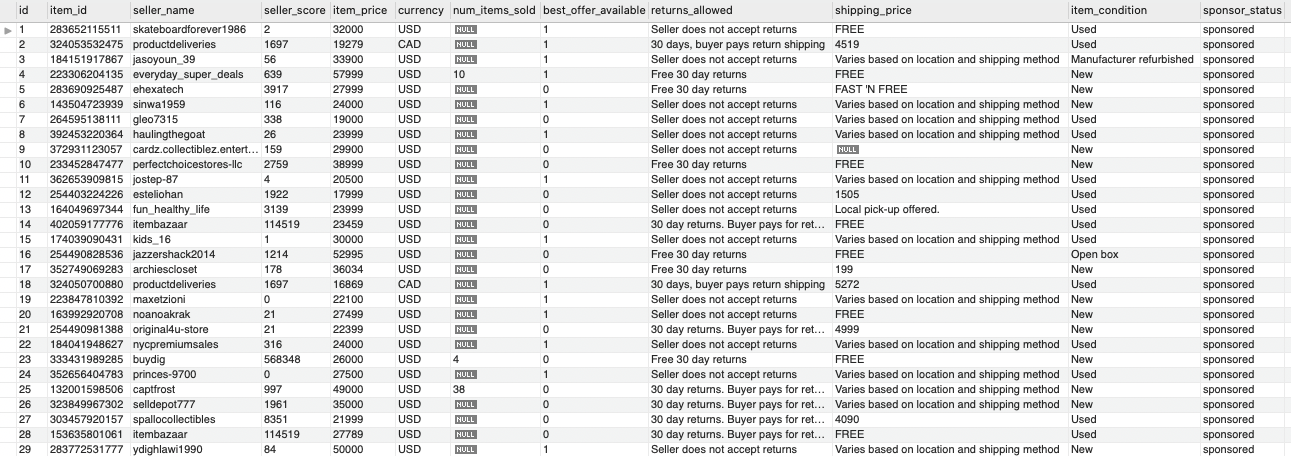 id item_id seller_name seller_score item_price currency num_items_sold best_offer_available returns_allowed shipping_price item_condition sponsor_status
1 283652115511 skateboardforever1986 2 32000 USD NULL 1 Seller does not accept returns FREE Used sponsored
2 324053532475 productdeliveries 1697 19279 CAD NULL 1 30 days, buyer pays return shipping 4519 Used sponsored
3 184151917867 jasoyoun_39 56 33900 USD NULL 1 Seller does not accept returns Varies based on location and shipping method Manufacturer refurbished sponsored
4 223306204135 everyday_super_deals 639 57999 USD 10 1 Free 30 day returns FREE New sponsored
5 283690925487 ehexatech 3917 27999 USD NULL 0 Free 30 day returns FAST 'N FREE New sponsored
6 143504723939 sinwa1959 116 24000 USD NULL 1 Seller does not accept returns Varies based on location and shipping method New sponsored
7 264595138111 gleo7315 338 19000 USD NULL 0 Seller does not accept returns Varies based on location and shipping method Used sponsored
8 392453220364 haulingthegoat 26 23999 USD NULL 1 Seller does not accept returns Varies based on location and shipping method Used sponsored
9 372931123057 cardz.collectiblez.entert... 159 29900 USD NULL 0 Seller does not accept returns NULL New sponsored
10 233452847477 perfectchoicestores-llc 2759 38999 USD NULL 0 Free 30 day returns FREE New sponsored
11 362653909815 jostep-87 4 20500 USD NULL 1 Seller does not accept returns Varies based on location and shipping method Used sponsored
12 254403224226 esteliohan 1922 17999 USD NULL 0 Seller does not accept returns 1505 Used sponsored
13 164049697344 fun_healthy_life 3139 23999 USD NULL 0 Seller does not accept returns Local pick-up offered. Used sponsored
14 402059177776 itembazaar 114519 23459 USD NULL 0 30 day returns. Buyer pays for ret... FREE Used sponsored
15 174039090431 kids_16 1 30000 USD NULL 1 Seller does not accept returns Varies based on location and shipping method Used sponsored
16 254490828536 jazzershack2014 1214 52995 USD NULL 0 Free 30 day returns FREE Open box sponsored
17 352749069283 archiescloset 178 36034 USD NULL 0 Free 30 day returns 199 New sponsored
18 324050700880 productdeliveries 1697 16869 CAD NULL 1 30 days, buyer pays return shipping 5272 Used sponsored
19 223847810392 maxetzioni 0 22100 USD NULL 1 Seller does not accept returns Varies based on location and shipping method New sponsored
20 163992920708 noanoakrak 21 27499 USD NULL 1 Seller does not accept returns FREE New sponsored
21 254490981388 original4u-store 21 22399 USD NULL 0 30 day returns. Buyer pays for ret... 4999 New sponsored
22 184041948627 nycpremiumsales 316 24000 USD NULL 1 Seller does not accept returns Varies based on location and shipping method Used sponsored
23 333431989285 buydig 568348 26000 USD 4 0 Free 30 day returns FREE New sponsored
24 352656404783 princes-9700 0 27500 USD NULL 1 Seller does not accept returns Varies based on location and shipping method Used sponsored
25 132001598506 captfrost 997 49000 USD 38 0 30 day returns. Buyer pays for ret... Varies based on location and shipping method New sponsored
26 323849967302 selldepot777 1961 35000 USD NULL 0 30 day returns. Buyer pays for ret... Varies based on location and shipping method New sponsored
27 303457920157 spallocollectibles 8351 21999 USD NULL 0 30 day returns. Buyer pays for ret... 4090 Used sponsored
28 153635801061 itembazaar 114519 27789 USD NULL 0 30 day returns. Buyer pays for ret... FREE Used sponsored
29 283772531777 ydighlawi1990 84 50000 USD NULL 1 Seller does not accept returns Varies based on location and shipping method New sponsored